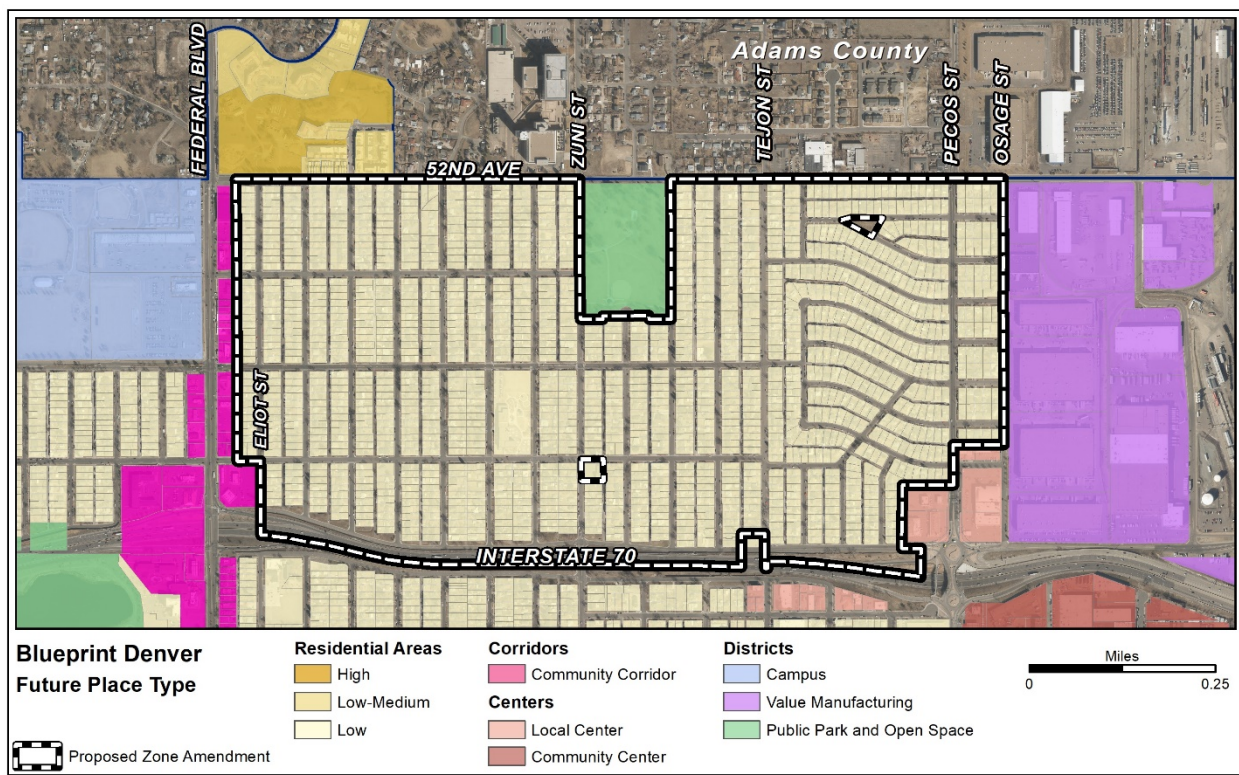 Adams County
FEDERAL BLVD
ZUNI ST
TEJON ST
PECOS ST
OSAGE ST
52ND AVE
ELIOT ST
INTERSTATE 70
Blueprint Denver
Future Place Type
Proposed Zone Amendment
Residential Areas
High
Low-Medium
Low
Corridors
Community Corridor
Centers
Local Center
Community Center
Districts
Campus
Value Manufacturing
Public Park and Open Space
Miles
0 0.25